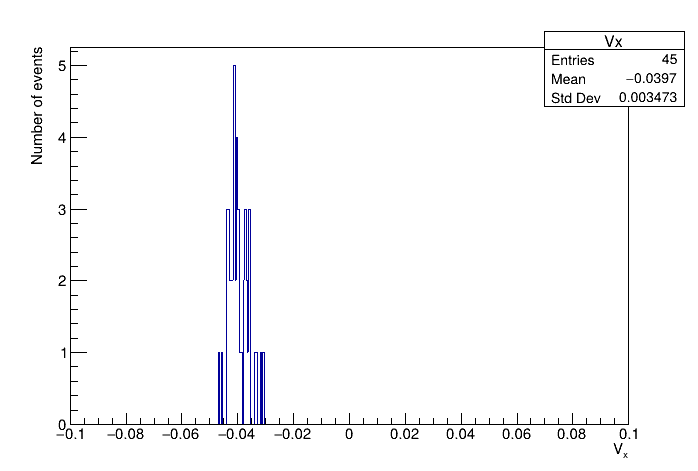 Vx
Entries 45
Mean −0.0397
Std Dev 0.003473
Number of events
5
4
3
2
1
0
−0.1 −0.08 −0.06 −0.04 −0.02 0 0.02 0.04 0.06 0.08 0.1
Vx